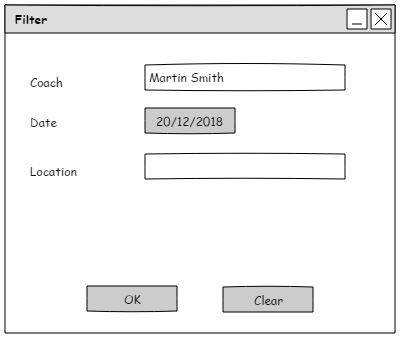 Filter
Coach Martin Smith
Date 20/12/2018
Location
OK Clear